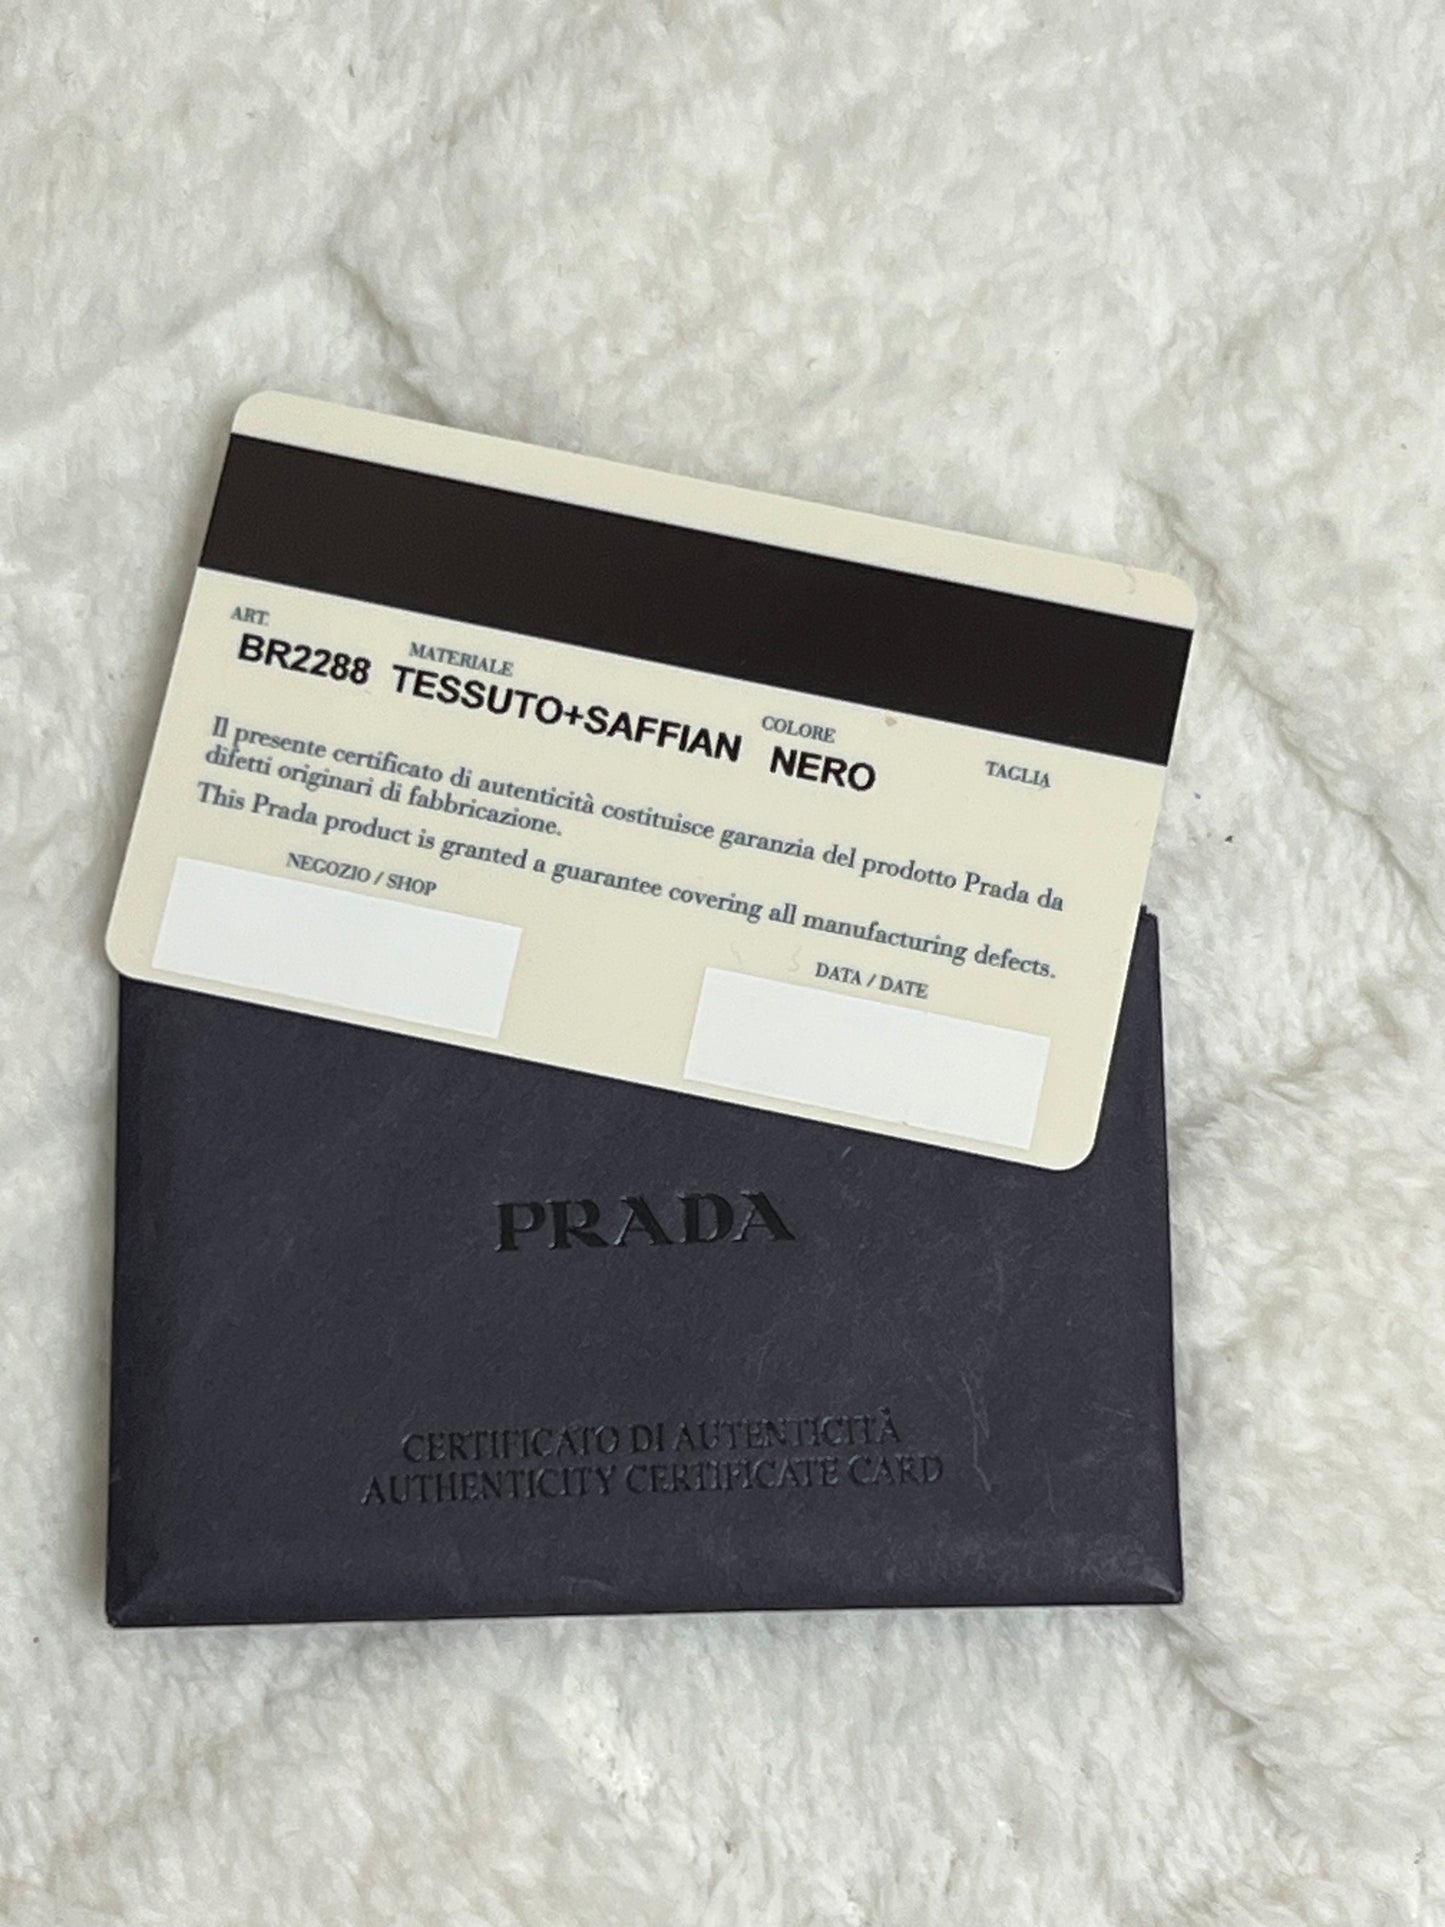 ART.
BR2288
MATERIALE
TESSUTO+SAFFIAN
COLORE
NERO
TAGLIA
Il presente certificato di autenticità costituisce garanzia del prodotto Prada da
difetti originari di fabbricazione.
This Prada product is granted a guarantee covering all manufacturing defects.
NEGOZIO / SHOP
DATA / DATE
PRADA
CERTIFICATO DI AUTENTICITÀ
AUTHENTICITY CERTIFICATE CARD